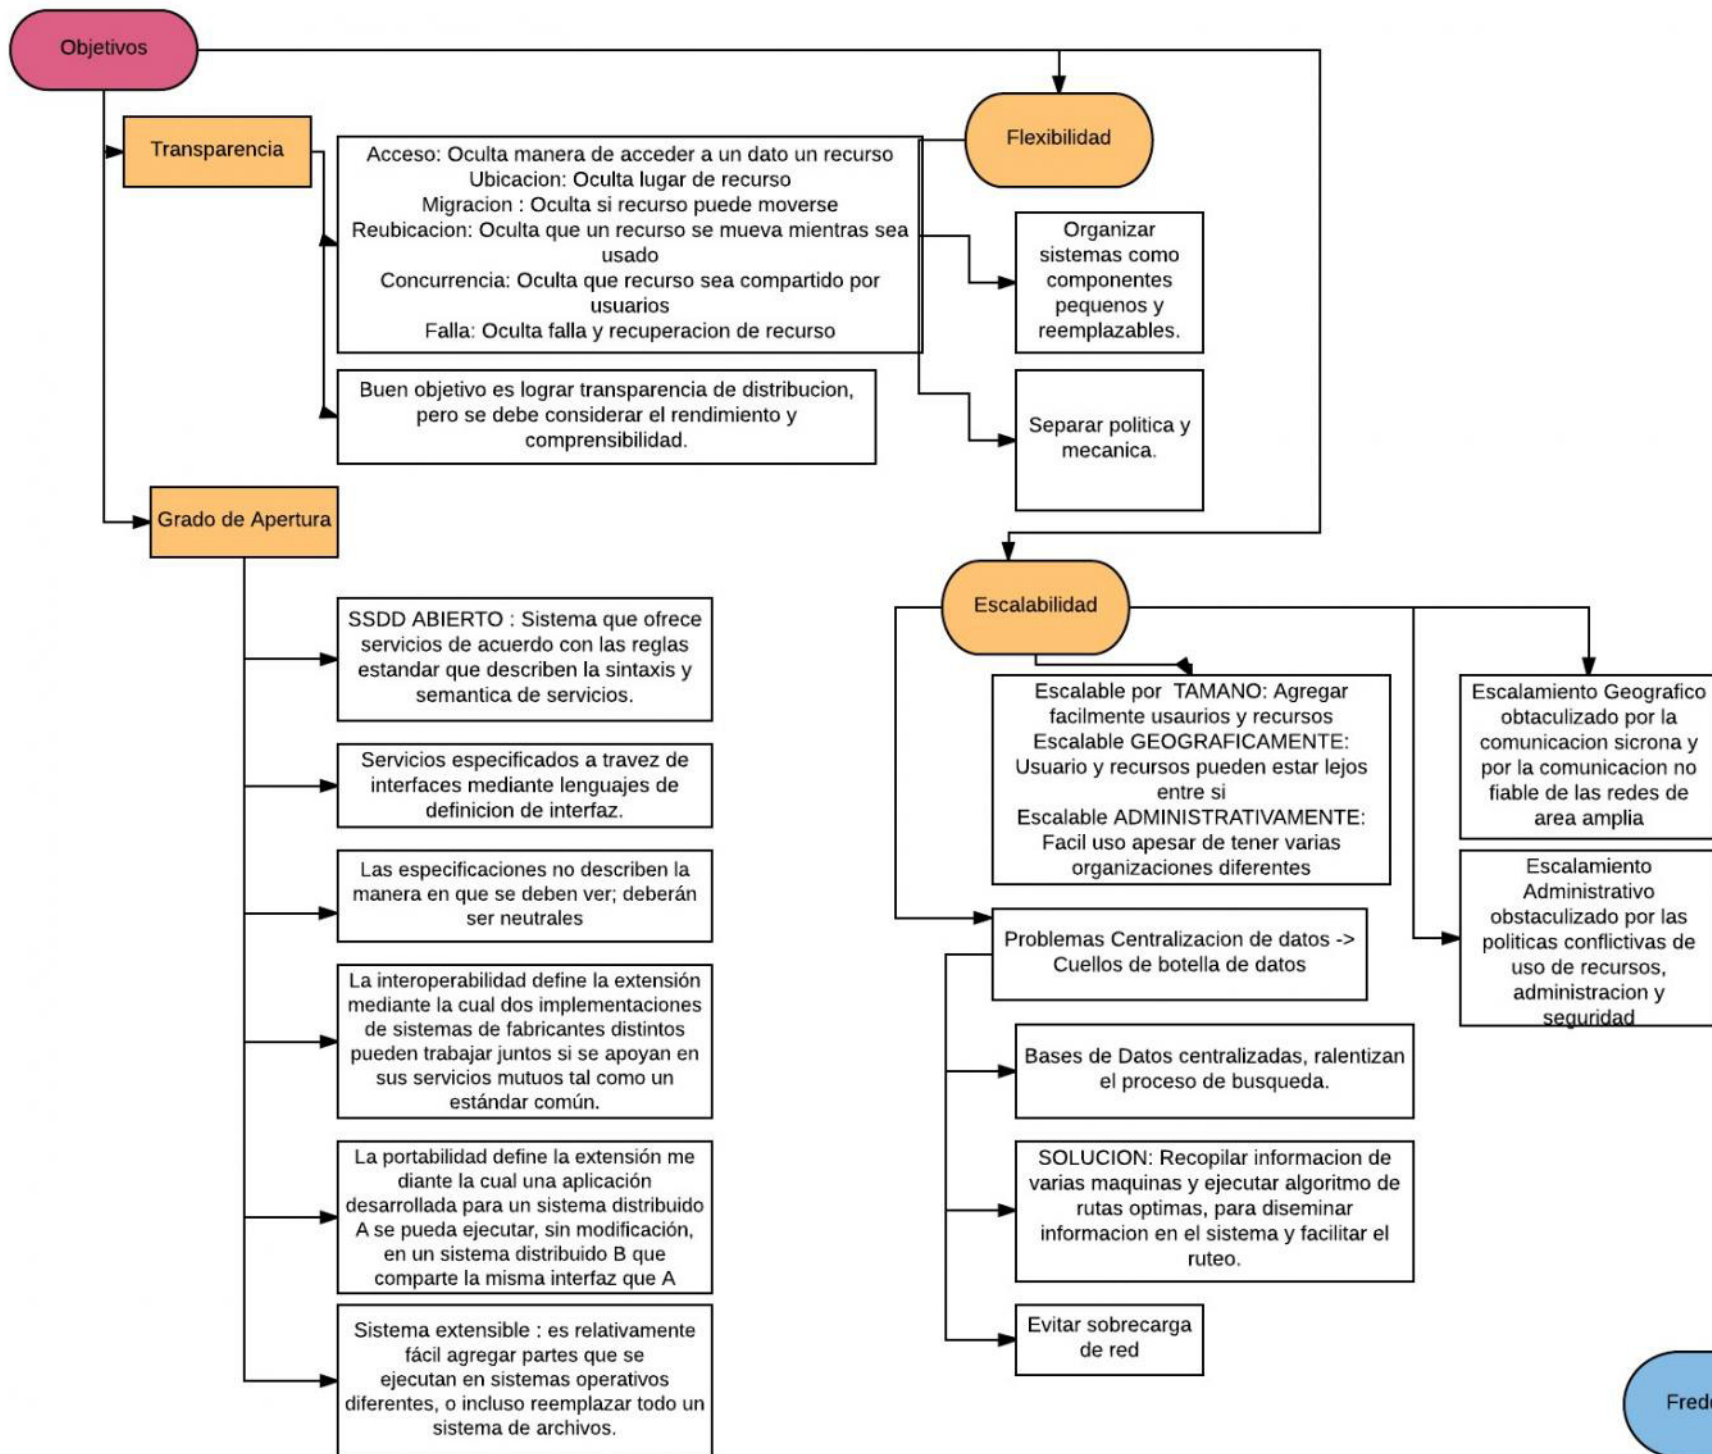 Objetivos
Transparencia
Acceso: Oculta manera de acceder a un dato un recurso
Ubicacion: Oculta lugar de recurso
Migracion : Oculta si recurso puede moverse
Reubicacion: Oculta que un recurso se mueva mientras sea
usado
Concurrencia: Oculta que recurso sea compartido por
usuarios
Falla: Oculta falla y recuperacion de recurso
Buen objetivo es lograr transparencia de distribucion,
pero se debe considerar el rendimiento y
comprensibilidad.
Flexibilidad
Organizar
sistemas como
componentes
pequenos y
reemplazables.
Separar politica y
mecanica.
Grado de Apertura
SSDD ABIERTO : Sistema que ofrece
servicios de acuerdo con las reglas
estandar que describen la sintaxis y
semantica de servicios.
Servicios especificados a travez de
interfaces mediante lenguajes de
definicion de interfaz.
Las especificaciones no describen la
manera en que se deben ver; deberán
ser neutrales
La interoperabilidad define la extensión
mediante la cual dos implementaciones
de sistemas de fabricantes distintos
pueden trabajar juntos si se apoyan en
sus servicios mutuos tal como un
estándar común.
La portabilidad define la extensión me
diante la cual una aplicación
desarrollada para un sistema distribuido
A se pueda ejecutar, sin modificación,
en un sistema distribuido B que
comparte la misma interfaz que A
Sistema extensible : es relativamente
fácil agregar partes que se
ejecutan en sistemas operativos
diferentes, o incluso reemplazar todo un
sistema de archivos.
Escalabilidad
Escalable por TAMANO: Agregar
facilmente usaurios y recursos
Escalable GEOGRAFICAMENTE:
Usuario y recursos pueden estar lejos
entre si
Escalable ADMINISTRATIVAMENTE:
Facil uso apesar de tener varias
organizaciones diferentes
Problemas Centralizacion de datos ->
Cuellos de botella de datos
Bases de Datos centralizadas, ralentizan
el proceso de busqueda.
SOLUCION: Recopilar informacion de
varias maquinas y ejecutar algoritmo de
rutas optimas, para diseminar
informacion en el sistema y facilitar el
ruteo.
Evitar sobrecarga
de red
Escalamiento Geografico
obtaculizado por la
comunicacion sicrona y
por la comunicacion no
fiable de las redes de
area amplia
Escalamiento
Administrativo
obstaculizado por las
politicas conflictivas de
uso de recursos,
administracion y
seguridad